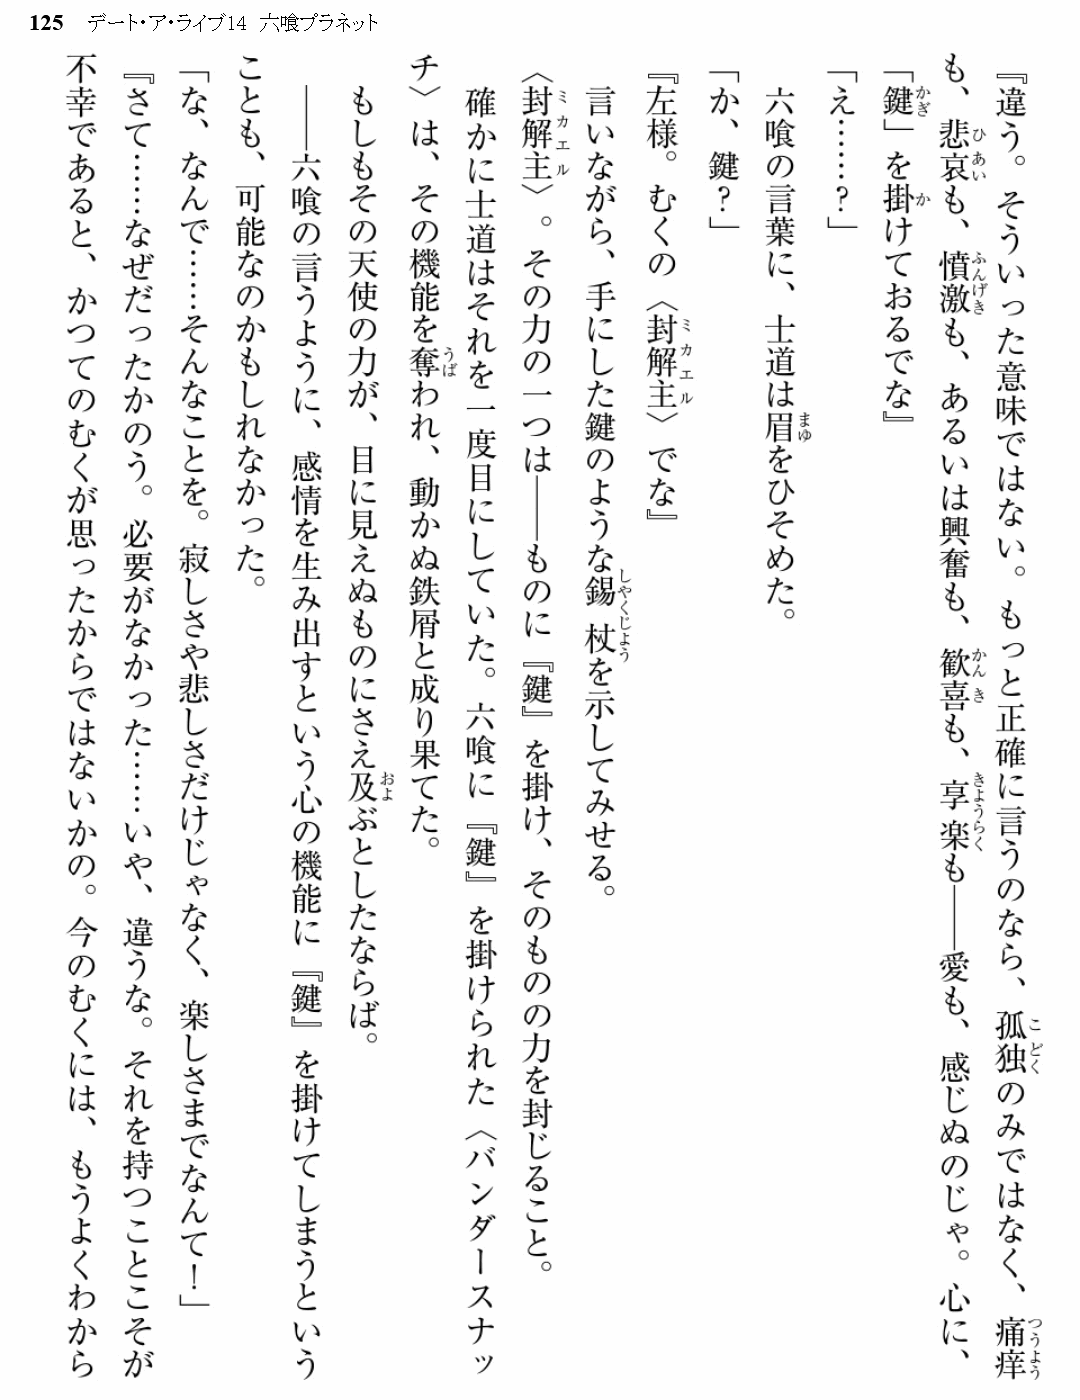 125 デート・ア・ライブ14 六喰プラネット
『違う。そういった意味ではない。もっと正確に言うのなら、孤独のみではなく、痛痒
も、悲哀も、憤激も、あるいは興奮も、歓喜も、享楽も――愛も、感じぬのじゃ。心に、
「鍵」を掛けておるでな』
「え……？」
六喰の言葉に、士道は眉をひそめた。
「か、鍵？」
『左様。むくの〈封解主〉でな』
言いながら、手にした鍵のような錫杖を示してみせる。
〈封解主〉。その力の一つは――ものに『鍵』を掛け、そのものの力を封じること。
確かに士道はそれを一度目にしていた。六喰に『鍵』を掛けられた〈バンダースナッ
チ〉は、その機能を奪われ、動かぬ鉄屑と成り果てた。
もしもその天使の力が、目に見えぬものにさえ及ぶとしたならば。
――六喰の言うように、感情を生み出すという心の機能に『鍵』を掛けてしまうという
ことも、可能なのかもしれなかった。
「な、なんで……そんなことを。寂しさや悲しさだけじゃなく、楽しさまでなんて！」
『さて……なぜだったかのう。必要がなかった……いや、違うな。それを持つことこそが
不幸であると、かつてのむくが思ったからではないかの。今のむくには、もうよくわから